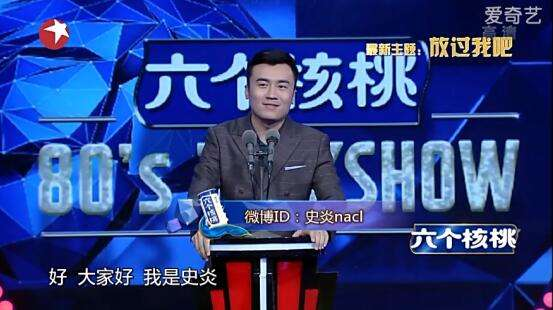 爱奇艺
最新主题：放过我吧
六个核桃
80's
SHOW
微博ID：史炎nacl
六个核桃
好 大家好 我是史炎